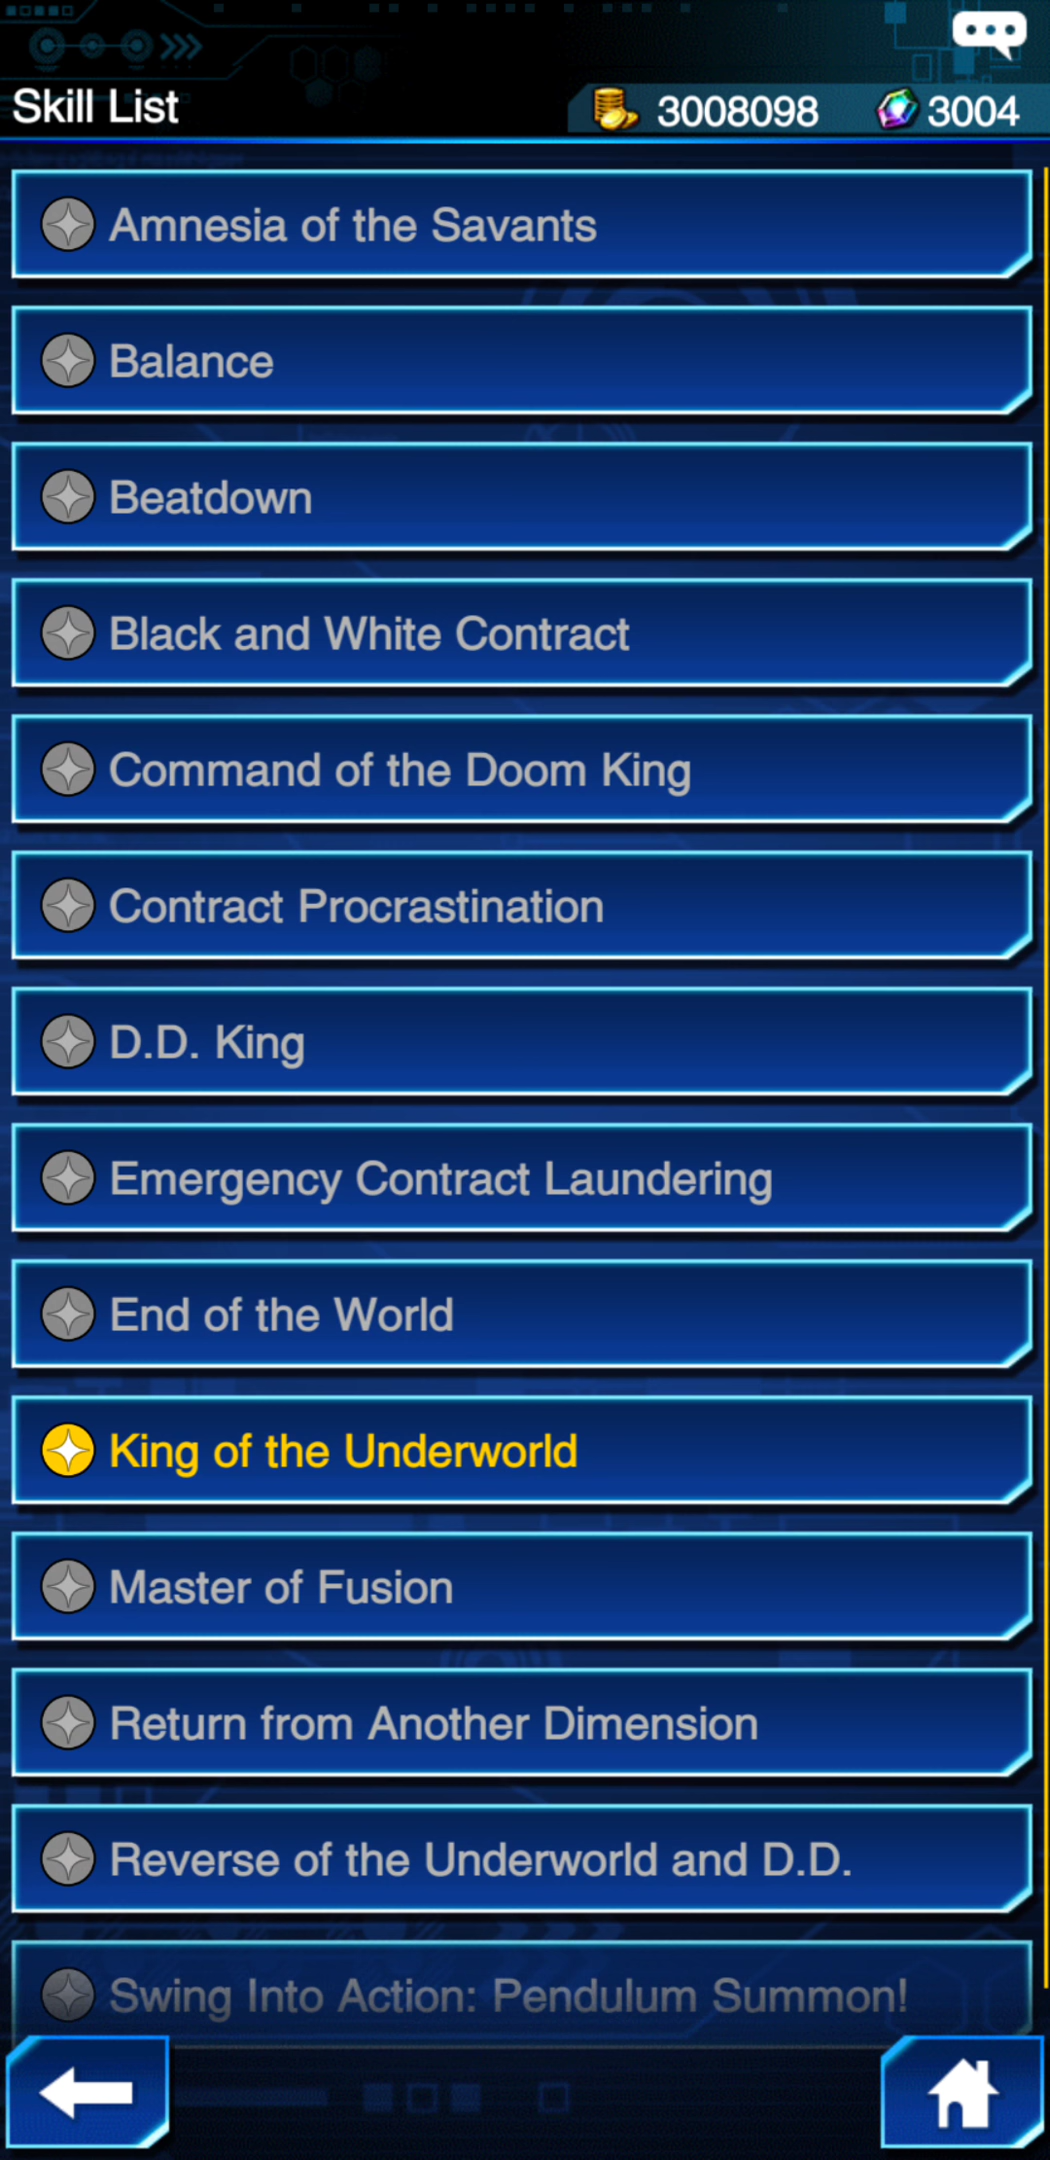 Skill List
3008098
3004
Amnesia of the Savants
Balance
Beatdown
Black and White Contract
Command of the Doom King
Contract Procrastination
D.D. King
Emergency Contract Laundering
End of the World
King of the Underworld
Master of Fusion
Return from Another Dimension
Reverse of the Underworld and D.D.
Swing Into Action: Pendulum Summon!